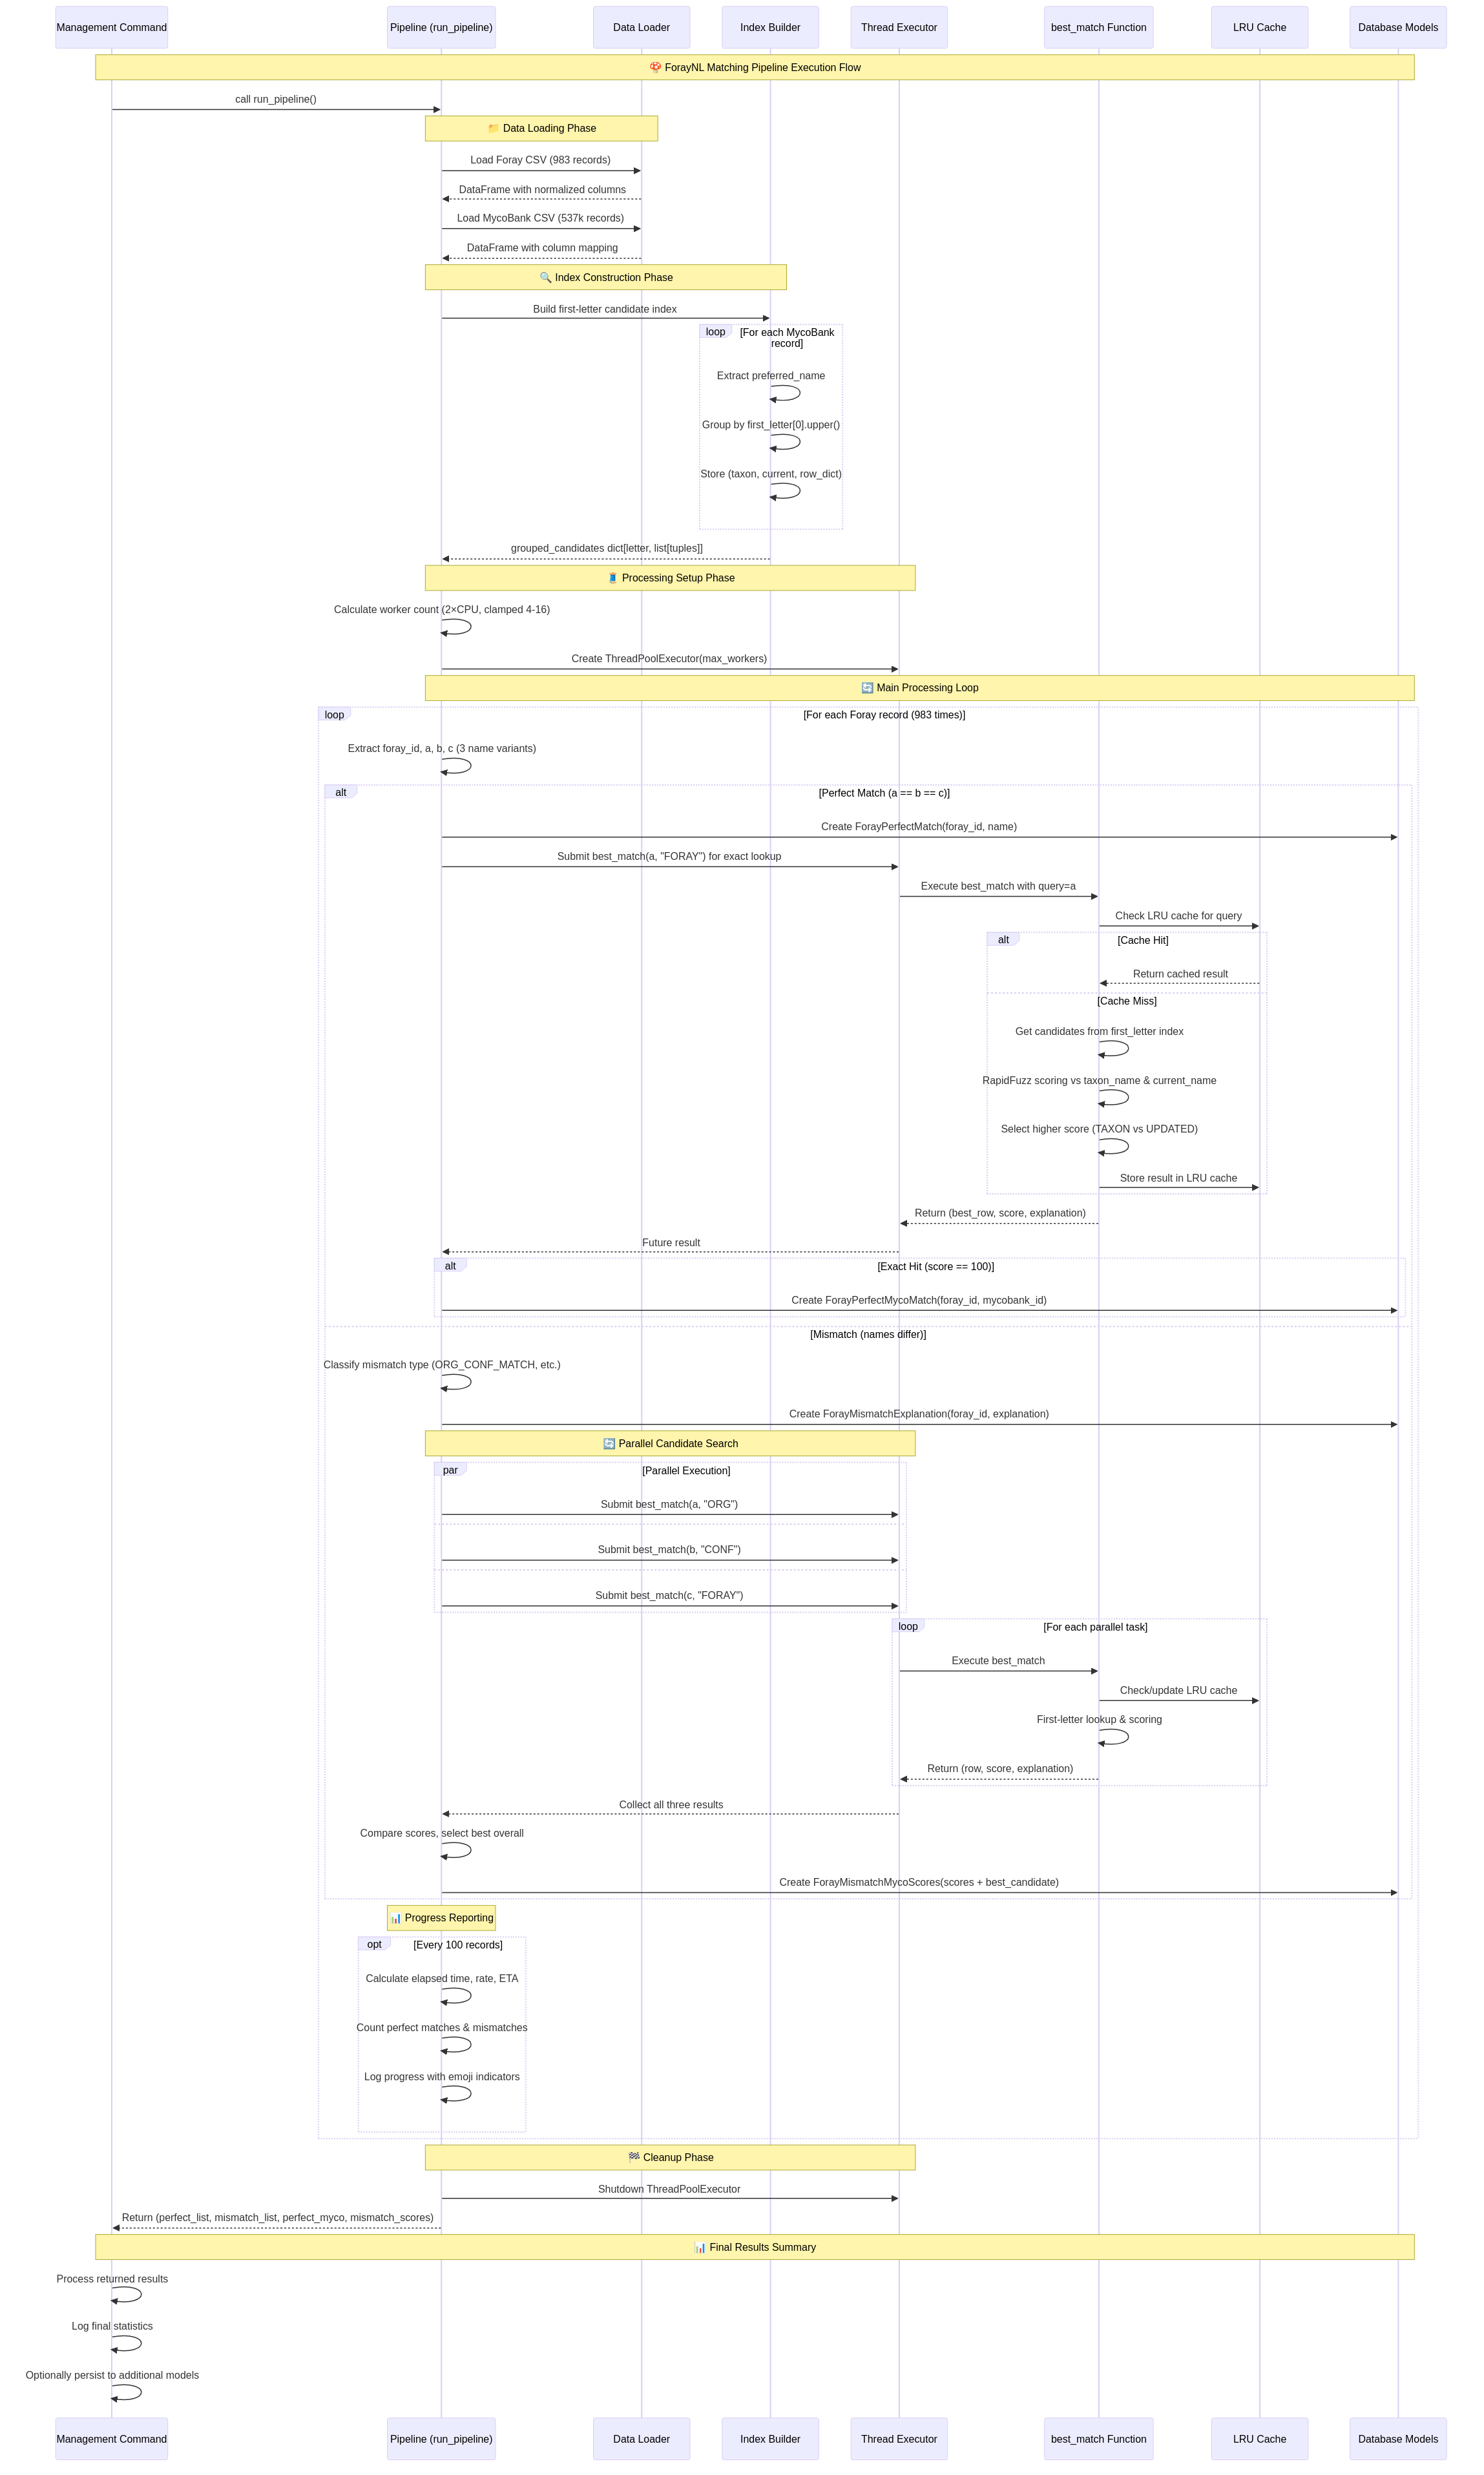 Management Command
Pipeline (run_pipeline)
Data Loader
Index Builder
Thread Executor
best_match Function
LRU Cache
Database Models
🍄 ForayNL Matching Pipeline Execution Flow
call run_pipeline()
📁 Data Loading Phase
Load Foray CSV (983 records)
DataFrame with normalized columns
Load MycoBank CSV (537k records)
DataFrame with column mapping
🔍 Index Construction Phase
Build first-letter candidate index
loop
[For each MycoBank
record]
Extract preferred_name
Group by first_letter[0].upper()
Store (taxon, current, row_dict)
grouped_candidates dict[letter, list[tuples]]
🧵 Processing Setup Phase
Calculate worker count (2×CPU, clamped 4-16)
Create ThreadPoolExecutor(max_workers)
🔄 Main Processing Loop
loop
[For each Foray record (983 times)]
Extract foray_id, a, b, c (3 name variants)
alt
[Perfect Match (a == b == c)]
Create ForayPerfectMatch(foray_id, name)
Submit best_match(a, "FORAY") for exact lookup
Execute best_match with query=a
Check LRU cache for query
alt
[Cache Hit]
Return cached result
[Cache Miss]
Get candidates from first_letter index
RapidFuzz scoring vs taxon_name & current_name
Select higher score (TAXON vs UPDATED)
Store result in LRU cache
Return (best_row, score, explanation)
Future result
alt
[Exact Hit (score == 100)]
Create ForayPerfectMycoMatch(foray_id, mycobank_id)
[Mismatch (names differ)]
Classify mismatch type (ORG_CONF_MATCH, etc.)
Create ForayMismatchExplanation(foray_id, explanation)
🔄 Parallel Candidate Search
par
[Parallel Execution]
Submit best_match(a, "ORG")
Submit best_match(b, "CONF")
Submit best_match(c, "FORAY")
loop
[For each parallel task]
Execute best_match
Check/update LRU cache
First-letter lookup & scoring
Return (row, score, explanation)
Collect all three results
Compare scores, select best overall
Create ForayMismatchMycoScores(scores + best_candidate)
📊 Progress Reporting
opt
[Every 100 records]
Calculate elapsed time, rate, ETA
Count perfect matches & mismatches
Log progress with emoji indicators
🏁 Cleanup Phase
Shutdown ThreadPoolExecutor
Return (perfect_list, mismatch_list, perfect_myco, mismatch_scores)
📊 Final Results Summary
Process returned results
Log final statistics
Optionally persist to additional models
Management Command
Pipeline (run_pipeline)
Data Loader
Index Builder
Thread Executor
best_match Function
LRU Cache
Database Models